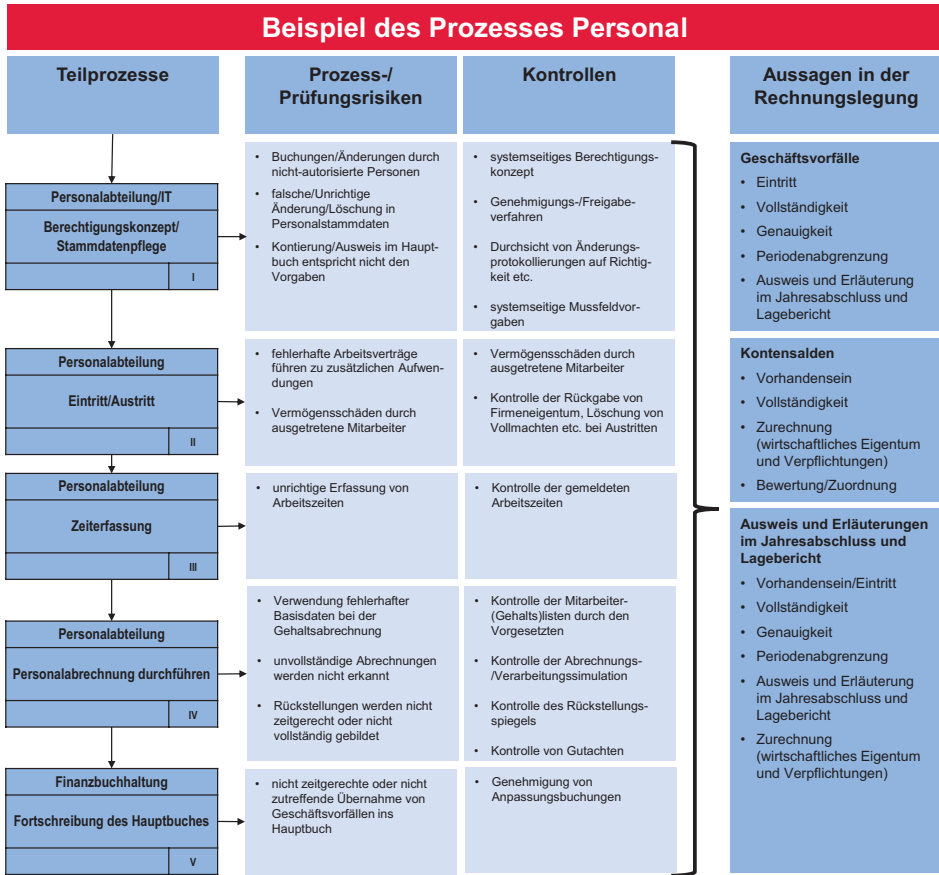 Beispiel des Prozesses Personal
Teilprozesse
Prozess-/
Prüfungsrisiken
Kontrollen
Aussagen in der
Rechnungslegung
Personalabteilung/IT
Berechtigungskonzept/
Stammdatenpflege
I
• Buchungen/Änderungen durch
nicht-autorisierte Personen
• falsche/Unrichtige
Änderung/Löschung in
Personalstammdaten
• Kontierung/Ausweis im Haupt-
buch entspricht nicht den
Vorgaben
• systemseitiges Berechtigungs-
konzept
• Genehmigungs-/Freigabe-
verfahren
• Durchsicht von Änderungs-
protokollierungen auf Richtig-
keit etc.
• systemseitige Mussfeldvor-
gaben
Personalabteilung
Eintritt/Austritt
II
• fehlerhafte Arbeitsverträge
führen zu zusätzlichen Aufwen-
dungen
• Vermögensschäden durch
ausgetretene Mitarbeiter
• Vermögensschäden durch
ausgetretene Mitarbeiter
• Kontrolle der Rückgabe von
Firmeneigentum, Löschung von
Vollmachten etc. bei Austritten
Personalabteilung
Zeiterfassung
III
• unrichtige Erfassung von
Arbeitszeiten
• Kontrolle der gemeldeten
Arbeitszeiten
Personalabteilung
Personalabrechnung durchführen
IV
• Verwendung fehlerhafter
Basisdaten bei der
Gehaltsabrechnung
• unvollständige Abrechnungen
werden nicht erkannt
• Rückstellungen werden nicht
zeitgerecht oder nicht
vollständig gebildet
• Kontrolle der Mitarbeiter-
(Gehalts)listen durch den
Vorgesetzten
• Kontrolle der Abrechnungs-
/Verarbeitungssimulation
• Kontrolle des Rückstellungs-
spiegels
• Kontrolle von Gutachten
Finanzbuchhaltung
Fortschreibung des Hauptbuches
V
• nicht zeitgerechte oder nicht
zutreffende Übernahme von
Geschäftsvorfällen ins
Hauptbuch
• Genehmigung von
Anpassungsbuchungen
Geschäftsvorfälle
• Eintritt
• Vollständigkeit
• Genauigkeit
• Periodenabgrenzung
• Ausweis und Erläuterung
im Jahresabschluss und
Lagebericht
Kontensalden
• Vorhandensein
• Vollständigkeit
• Zurechnung
(wirtschaftliches Eigentum
und Verpflichtungen)
• Bewertung/Zuordnung
Ausweis und Erläuterungen
im Jahresabschluss und
Lagebericht
• Vorhandensein/Eintritt
• Vollständigkeit
• Genauigkeit
• Periodenabgrenzung
• Ausweis und Erläuterung
im Jahresabschluss und
Lagebericht
• Zurechnung
(wirtschaftliches Eigentum
und Verpflichtungen)